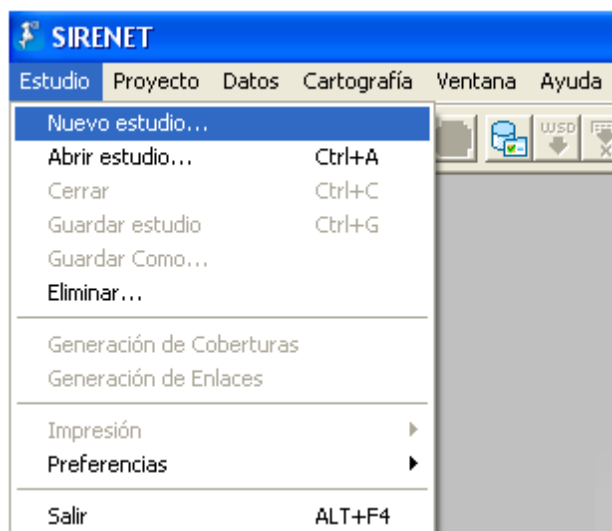 SIRENET
Estudio Proyecto Datos Cartografía Ventana Ayuda
WSD
Nuevo estudio...
Abrir estudio... Ctrl+A
Cerrar Ctrl+C
Guardar estudio Ctrl+G
Guardar Como...
Eliminar...
Generación de Coberturas
Generación de Enlaces
Impresión
Preferencias
Salir ALT+F4